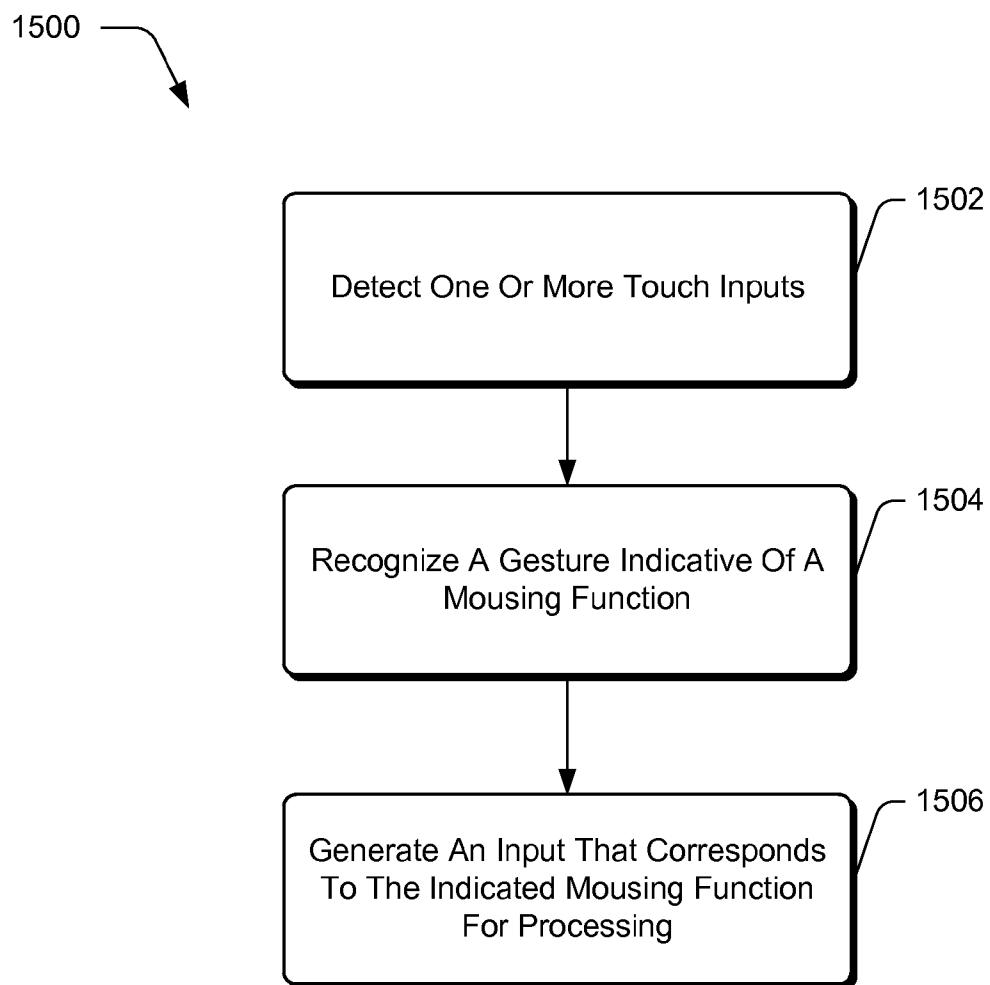 1500
1502
Detect One Or More Touch Inputs
1504
Recognize A Gesture Indicative Of A
Mousing Function
1506
Generate An Input That Corresponds
To The Indicated Mousing Function
For Processing